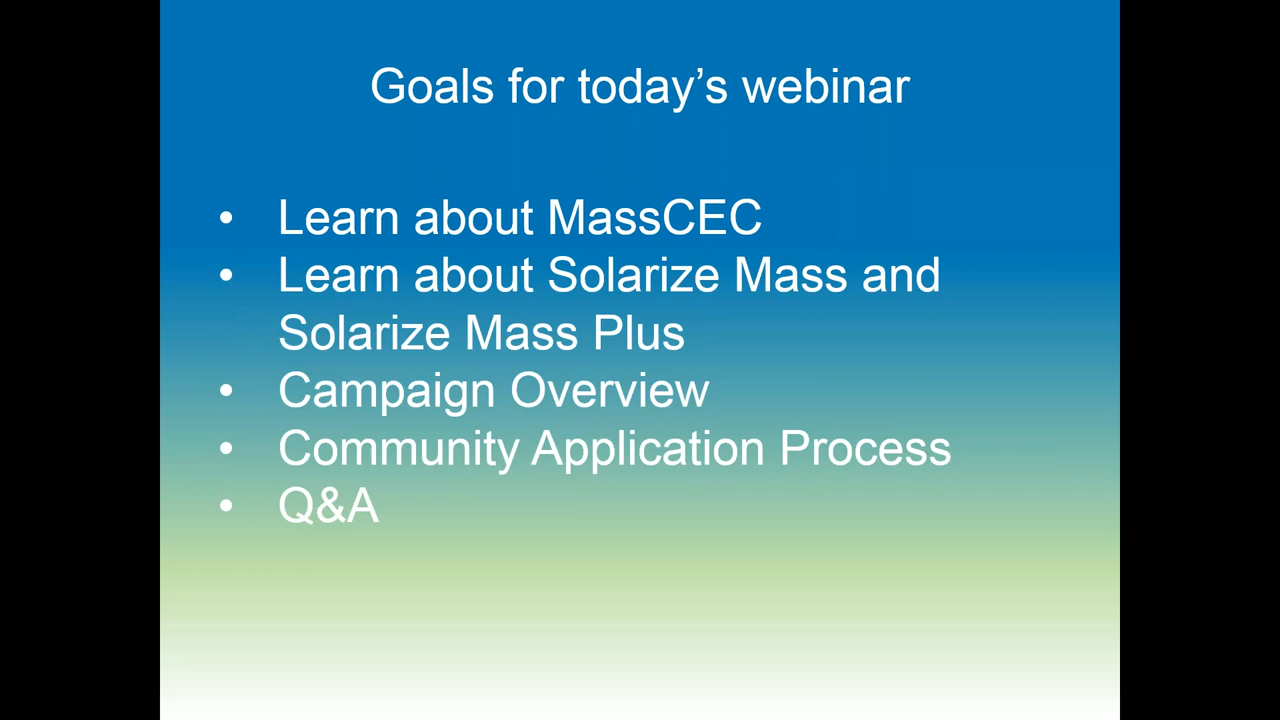 Goals for today’s webinar
• Learn about MassCEC
• Learn about Solarize Mass and
Solarize Mass Plus
• Campaign Overview
• Community Application Process
• Q&A